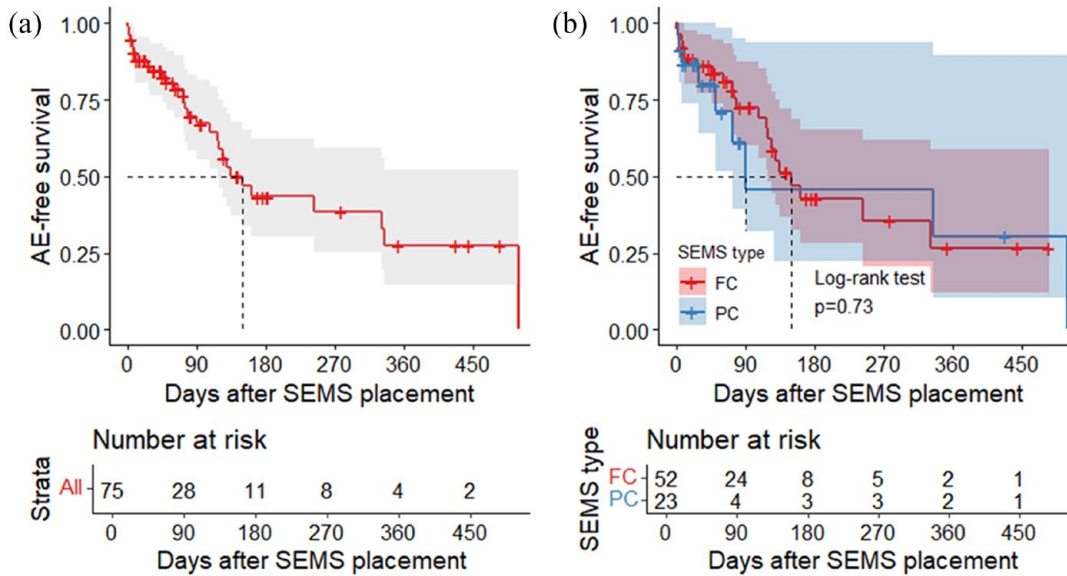 (a)
AE-free survival
1.00
0.75
0.50
0.25
0.00
0 90 180 270 360 450
Days after SEMS placement
Number at risk
Strata
All 75 28 11 8 4 2
0 90 180 270 360 450
Days after SEMS placement
(b)
AE-free survival
1.00
0.75
0.50
0.25
0.00
SEMS type
FC
PC
Log-rank test
p=0.73
0 90 180 270 360 450
Days after SEMS placement
Number at risk
SEMS type
FC 52 24 8 5 2 1
PC 23 4 3 3 2 1
0 90 180 270 360 450
Days after SEMS placement